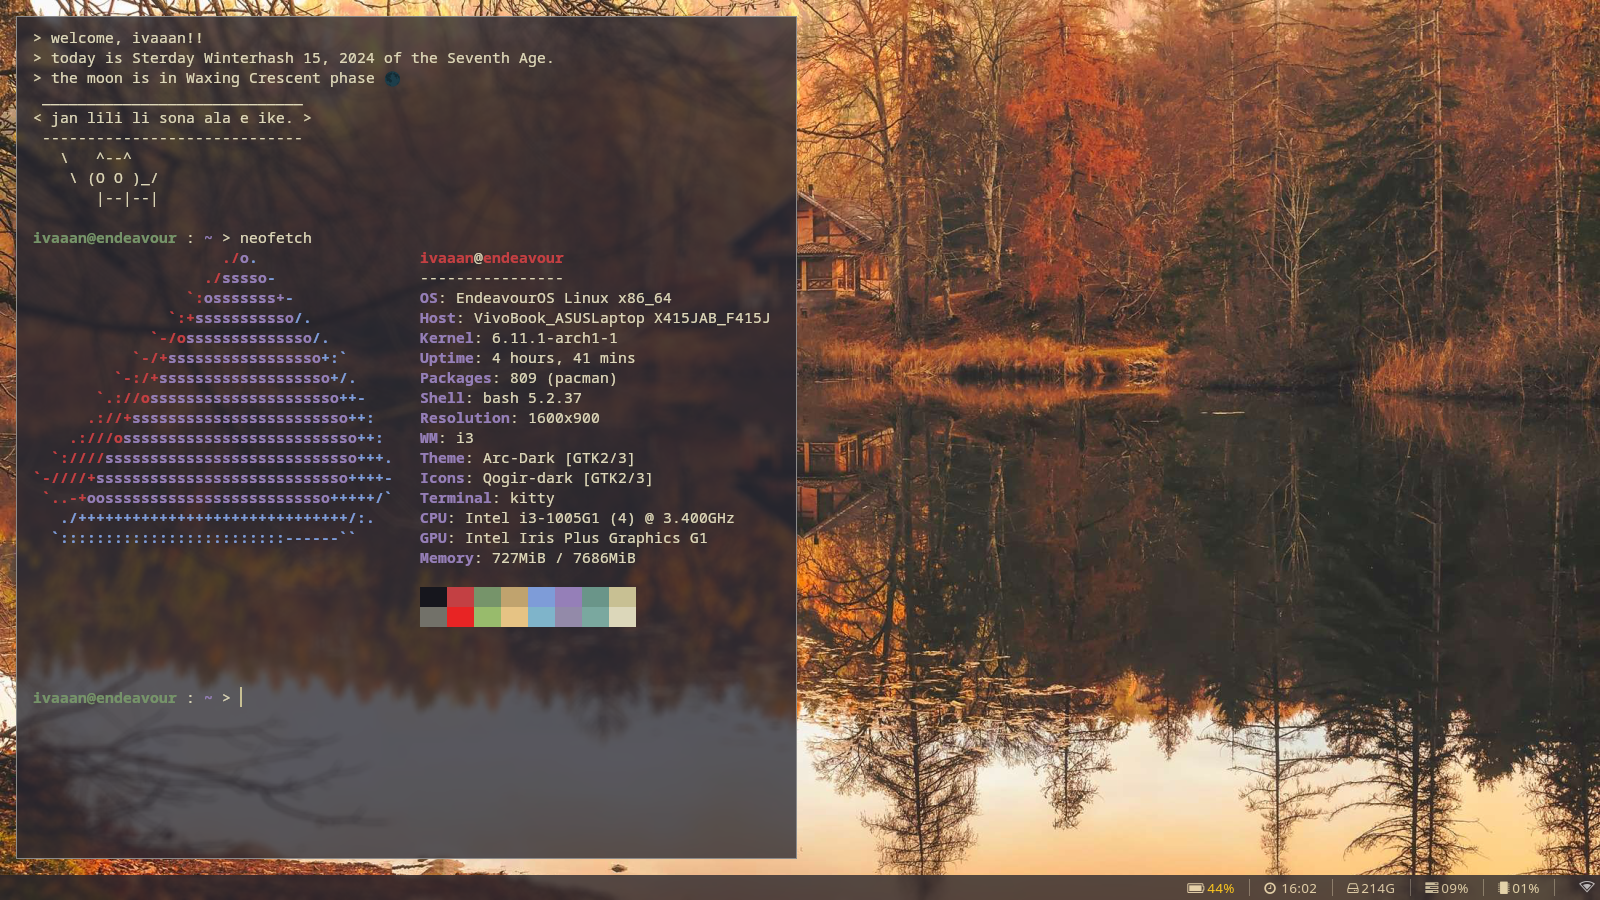 > welcome, ivaaan!!
> today is Sterday Winterhash 15, 2024 of the Seventh Age.
> the moon is in Waxing Crescent phase 🌒
 _____________________________
< jan lili li sona ala e ike. >
 -----------------------------
   \   ^--^
    \ (O O )_/
       |--|--|
ivaaan@endeavour : ~ > neofetch
./o.
./sssso-
`:osssssss+-
`:+sssssssssso/.
`-/ossssssssssssso/.
`-/+sssssssssssssssso+:`
`-:/+sssssssssssssssssso+/.
`.://osssssssssssssssssssso++-
.://+ssssssssssssssssssssssso++:
.:///ossssssssssssssssssssssssso++:
`:////ssssssssssssssssssssssssssso+++.
`-////+ssssssssssssssssssssssssssso++++-
`..-+oosssssssssssssssssssssssso+++++/`
./++++++++++++++++++++++++++++++/:.
`:::::::::::::::::::::::::------``
ivaaan@endeavour
----------------
OS: EndeavourOS Linux x86_64
Host: VivoBook_ASUSLaptop X415JAB_F415J
Kernel: 6.11.1-arch1-1
Uptime: 4 hours, 41 mins
Packages: 809 (pacman)
Shell: bash 5.2.37
Resolution: 1600x900
WM: i3
Theme: Arc-Dark [GTK2/3]
Icons: Qogir-dark [GTK2/3]
Terminal: kitty
CPU: Intel i3-1005G1 (4) @ 3.400GHz
GPU: Intel Iris Plus Graphics G1
Memory: 727MiB / 7686MiB
ivaaan@endeavour : ~ >
44% 16:02 214G 09% 01%